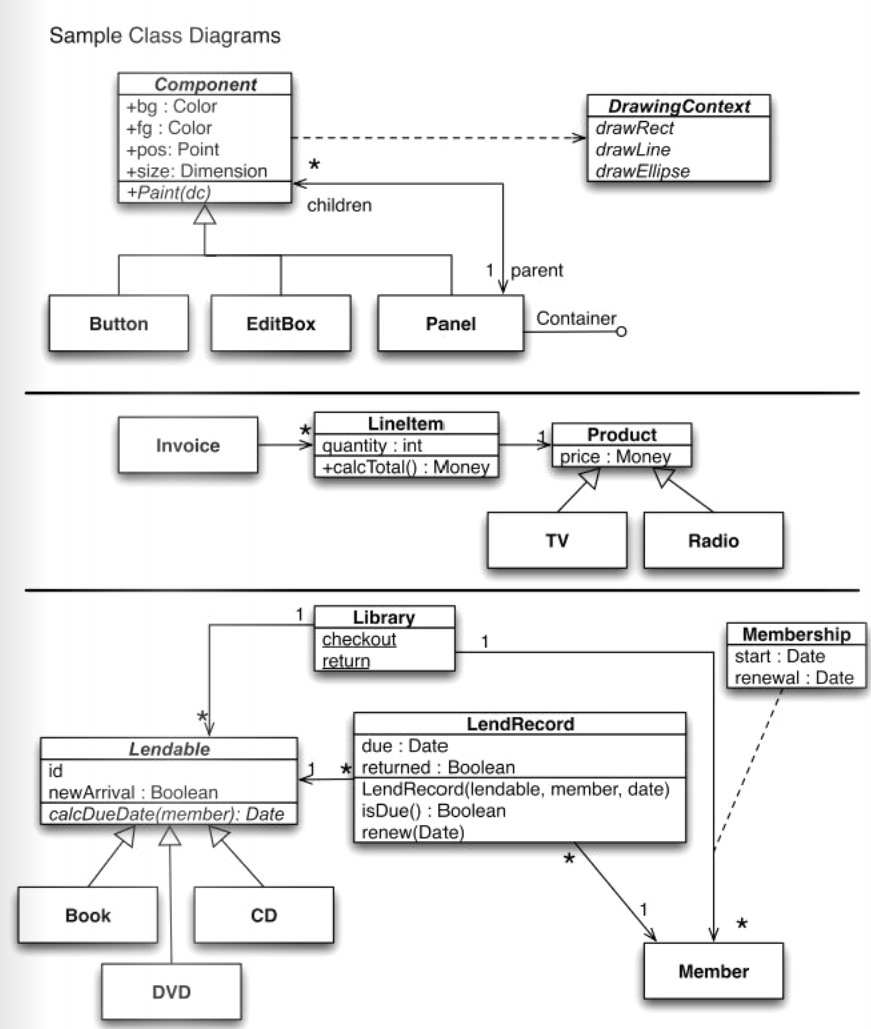 Sample Class Diagrams
Component
+bg : Color
+fg : Color
+pos: Point
+size: Dimension
+Paint(dc)
DrawingContext
drawRect
drawLine
drawEllipse
*
children
1 parent
Button
EditBox
Panel
Container
Invoice
*
LineItem
quantity : int
+calcTotal() : Money
1
Product
price : Money
TV
Radio
1
Library
checkout
return
1
Membership
start : Date
renewal : Date
*
Lendable
id
newArrival : Boolean
calcDueDate(member): Date
1
*
LendRecord
due : Date
returned : Boolean
LendRecord(lendable, member, date)
isDue() : Boolean
renew(Date)
*
1
*
Book
CD
DVD
Member